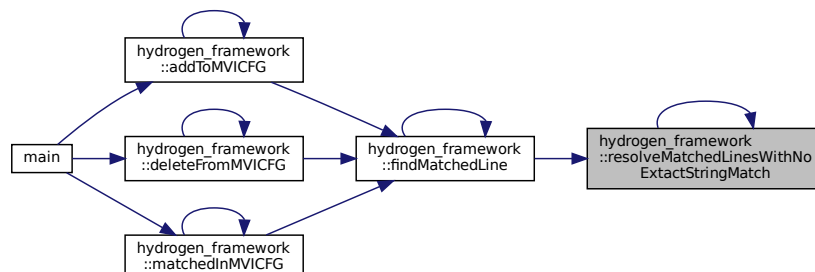 main
hydrogen_framework
::addToMVICFG
hydrogen_framework
::deleteFromMVICFG
hydrogen_framework
::matchedInMVICFG
hydrogen_framework
::findMatchedLine
hydrogen_framework
::resolveMatchedLinesWithNo
ExtactStringMatch